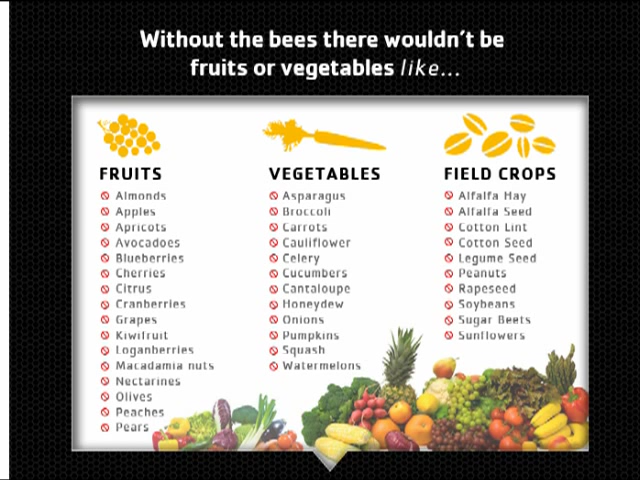 Without the bees there wouldn't be
fruits or vegetables like...
FRUITS
Almonds
Apples
Apricots
Avocadoes
Blueberries
Cherries
Citrus
Cranberries
Grapes
Kiwifruit
Loganberries
Macadamia nuts
Nectarines
Olives
Peaches
Pears
VEGETABLES
Asparagus
Broccoli
Carrots
Cauliflower
Celery
Cucumbers
Cantaloupe
Honeydew
Onions
Pumpkins
Squash
Watermelons
FIELD CROPS
Alfalfa Hay
Alfalfa Seed
Cotton Lint
Cotton Seed
Legume Seed
Peanuts
Rapeseed
Soybeans
Sugar Beets
Sunflowers